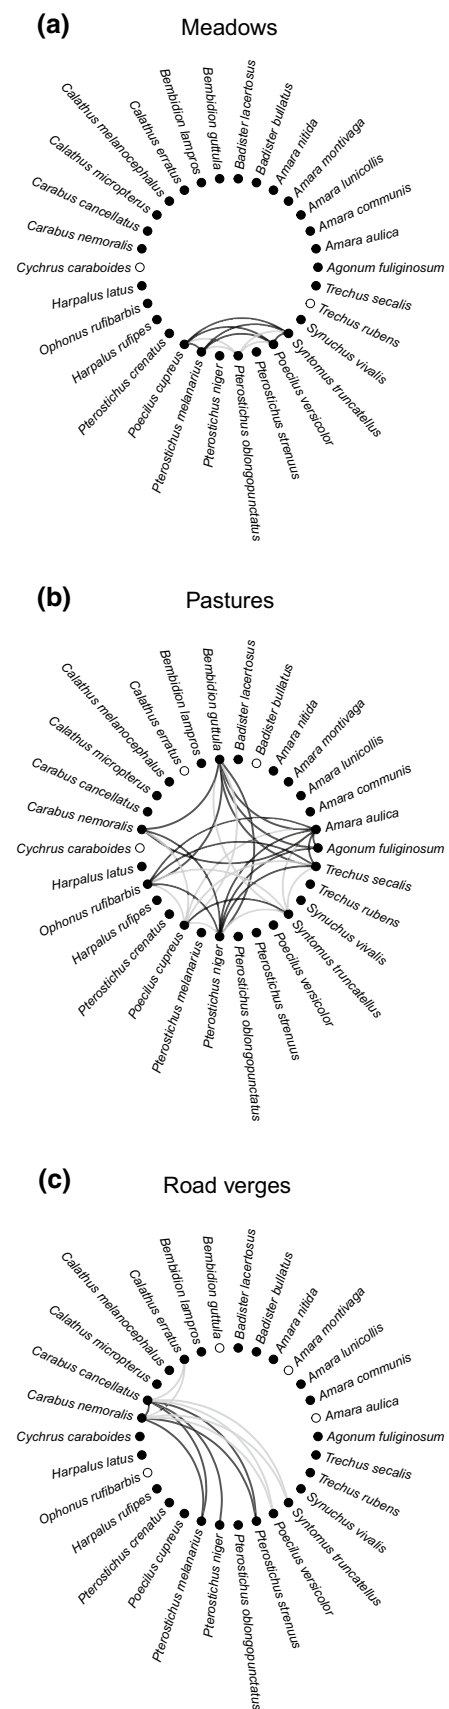 (a)
Meadows
Cychrus caraboides
Carabus nemoralis
Carabus cancellatus
Calathus micropterus
Calathus melanocephalus
Calathus erratus
Bembidion lampros
Bembidion guttula
Badister lacertosus
Badister bullatus
Amara nitida
Amara montivaga
Amara lunicollis
Amara communis
Amara aulica
Agonum fuliginosum
Trechus secalis
Trechus rubens
Synuchus vivalis
Syntomus truncatellus
Poecilus versicolor
Pterostichus strenuus
Pterostichus oblongopunctatus
Pterostichus niger
Pterostichus melanarius
Poecilus cupreus
Pterostichus crenatus
Harpalus rufipes
Ophonus rufibarbis
Harpalus latus
(b)
Pastures
Cychrus caraboides
Carabus nemoralis
Carabus cancellatus
Calathus micropterus
Calathus melanocephalus
Calathus erratus
Bembidion lampros
Bembidion guttula
Badister lacertosus
Badister bullatus
Amara nitida
Amara montivaga
Amara lunicollis
Amara communis
Amara aulica
Agonum fuliginosum
Trechus secalis
Trechus rubens
Synuchus vivalis
Syntomus truncatellus
Poecilus versicolor
Pterostichus strenuus
Pterostichus oblongopunctatus
Pterostichus niger
Pterostichus melanarius
Poecilus cupreus
Pterostichus crenatus
Harpalus rufipes
Ophonus rufibarbis
Harpalus latus
(c)
Road verges
Cychrus caraboides
Carabus nemoralis
Carabus cancellatus
Calathus micropterus
Calathus melanocephalus
Calathus erratus
Bembidion lampros
Bembidion guttula
Badister lacertosus
Badister bullatus
Amara nitida
Amara montivaga
Amara lunicollis
Amara communis
Amara aulica
Agonum fuliginosum
Trechus secalis
Trechus rubens
Synuchus vivalis
Syntomus truncatellus
Poecilus versicolor
Pterostichus strenuus
Pterostichus oblongopunctatus
Pterostichus niger
Pterostichus melanarius
Poecilus cupreus
Pterostichus crenatus
Harpalus rufipes
Ophonus rufibarbis
Harpalus latus